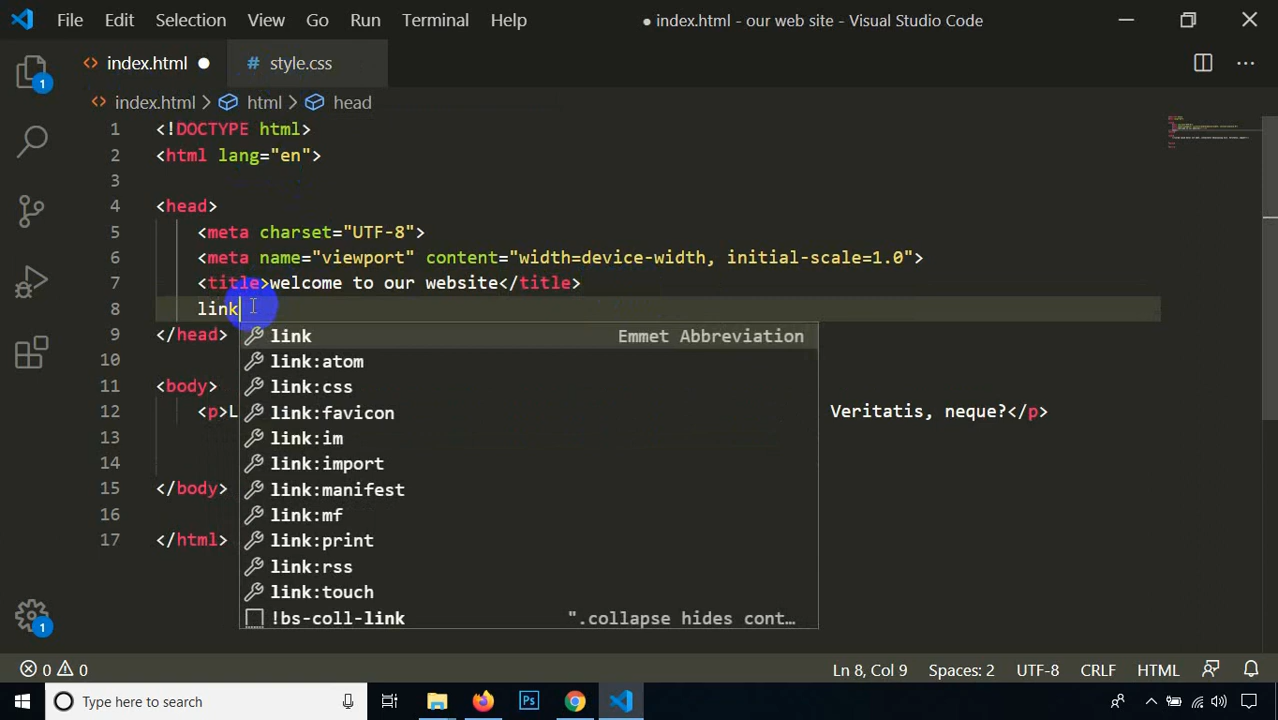 File Edit Selection View Go Run Terminal Help ● index.html - our web site - Visual Studio Code
1
<> index.html ● # style.css
<> index.html > html > head
1 <!DOCTYPE html>
2 <html lang="en">
3
4 <head>
5 <meta charset="UTF-8">
6 <meta name="viewport" content="width=device-width, initial-scale=1.0">
7 <title>welcome to our website</title>
8 link
9 </head>
link Emmet Abbreviation
10
link:atom
11 <body>
link:css
12 <p>L Veritatis, neque?</p>
link:favicon
13
link:im
14
link:import
15 </body>
link:manifest
16
link:mf
17 </html>
link:print
link:rss
link:touch
!bs-coll-link ".collapse hides cont…
1
0 0 Ln 8, Col 9 Spaces: 2 UTF-8 CRLF HTML
Type here to search Ps